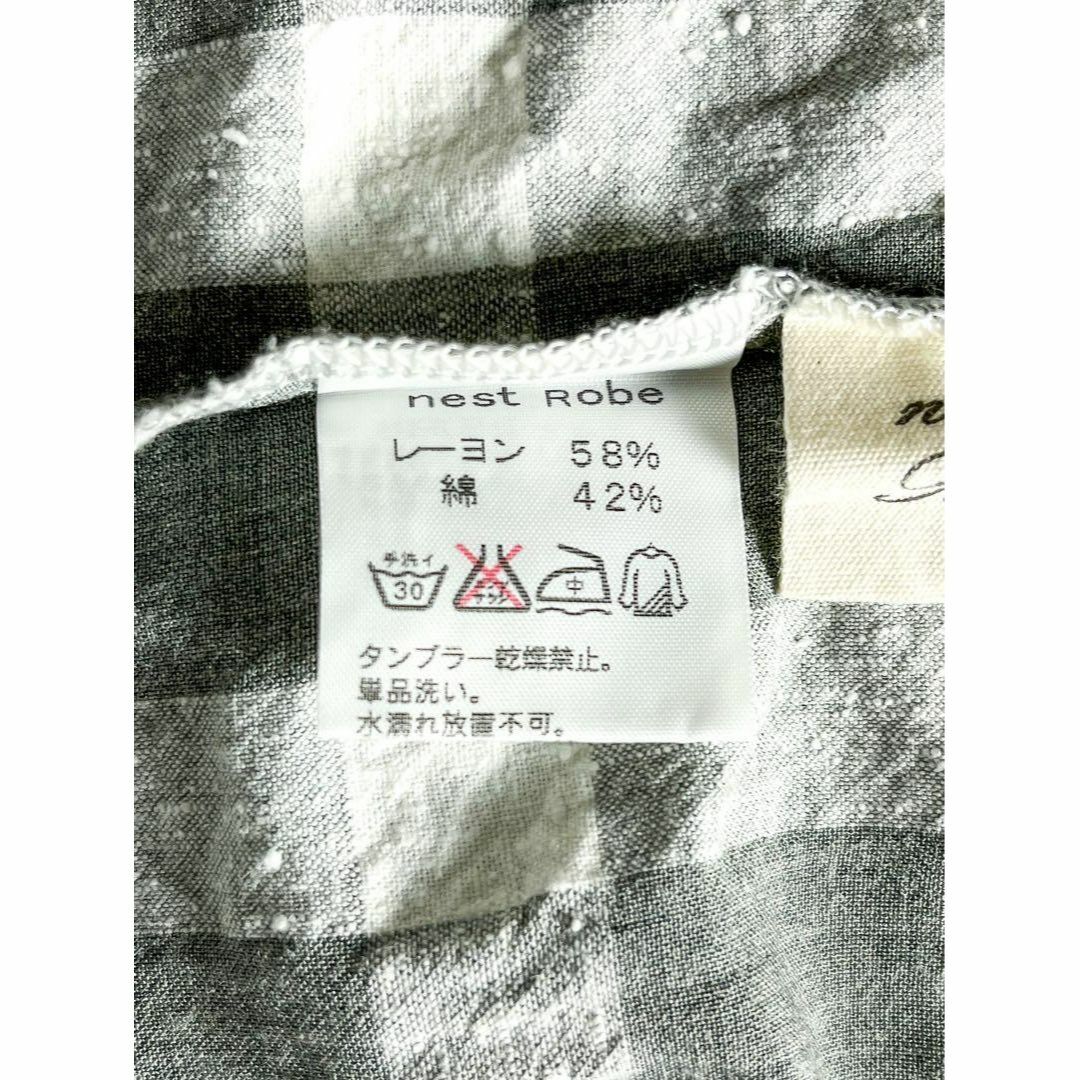 nest Robe
レーヨン 58%
綿 42%
手洗イ
30
中
タンブラー乾燥禁止。
単品洗い。
水濡れ放置不可。
n